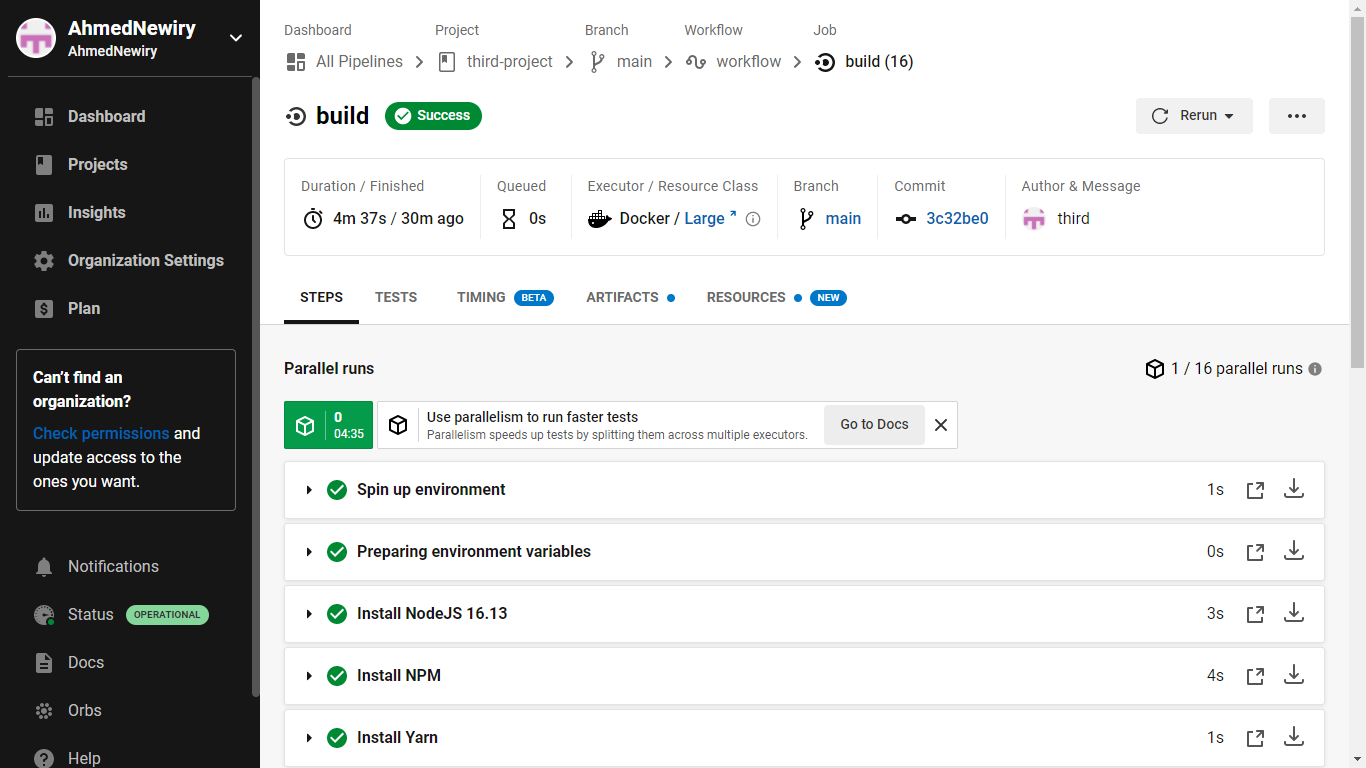 AhmedNewiry
AhmedNewiry
Dashboard
Projects
Insights
Organization Settings
Plan
Can't find an
organization?
Check permissions and
update access to the
ones you want.
Notifications
Status OPERATIONAL
Docs
Orbs
Help
Dashboard Project Branch Workflow Job
All Pipelines third-project main workflow build (16)
build Success Rerun
Duration / Finished Queued Executor / Resource Class Branch Commit Author & Message
4m 37s / 30m ago 0s Docker / Large main 3c32be0 third
STEPS TESTS TIMING BETA ARTIFACTS RESOURCES NEW
Parallel runs 1 / 16 parallel runs
0
04:35
Use parallelism to run faster tests
Parallelism speeds up tests by splitting them across multiple executors.
Go to Docs
Spin up environment 1s
Preparing environment variables 0s
Install NodeJS 16.13 3s
Install NPM 4s
Install Yarn 1s